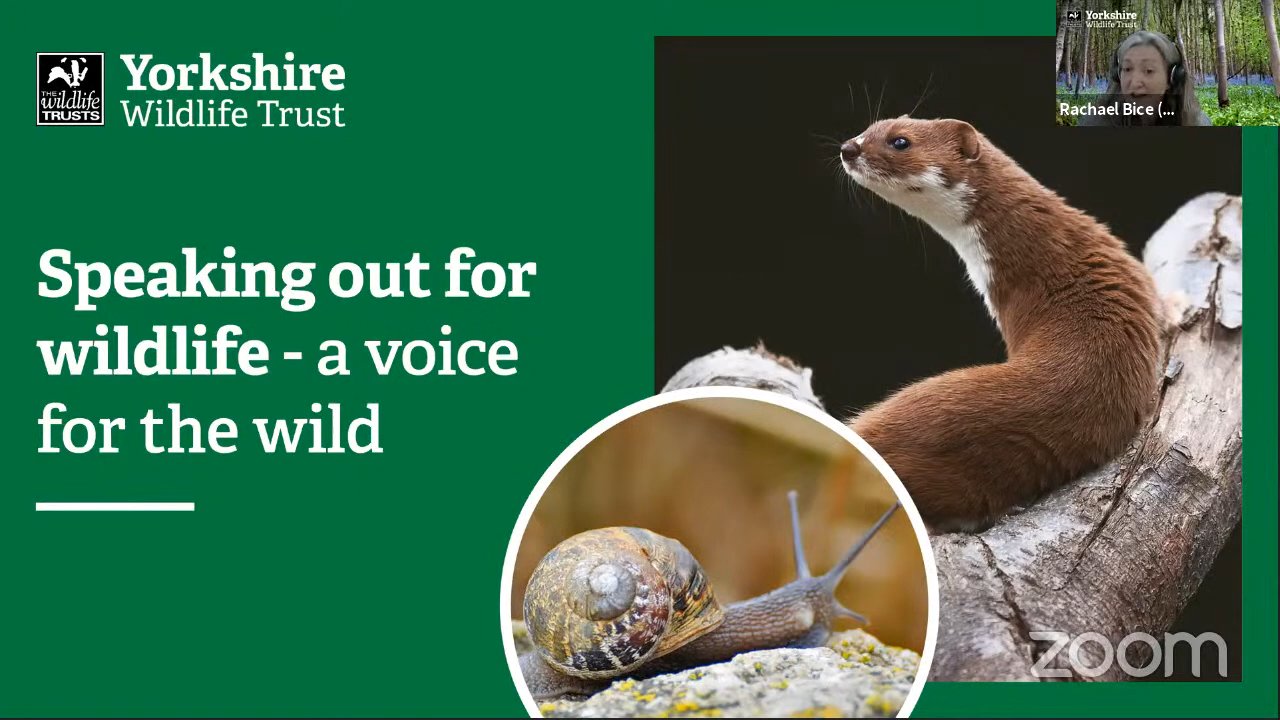 THE
wildlife
TRUSTS
Yorkshire
Wildlife Trust
Speaking out for
wildlife - a voice
for the wild
Yorkshire
Wildlife Trust
Rachael Bice (...
zoom